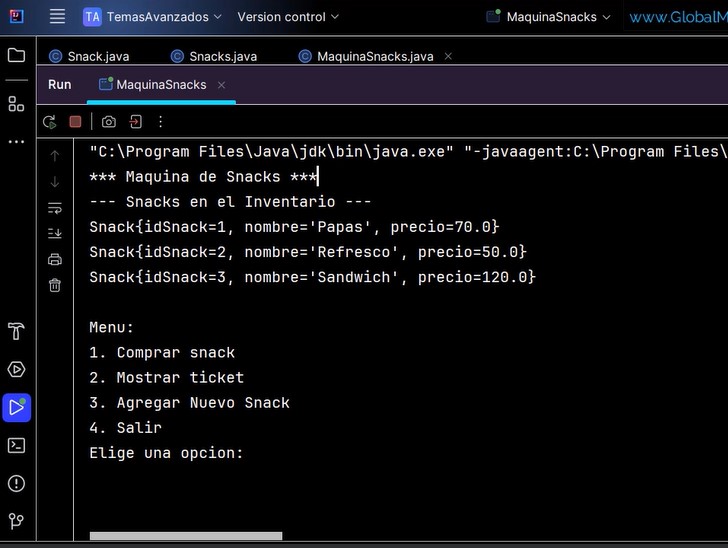 TA TemasAvanzados Version control MaquinaSnacks www.GlobalM
Snack.java Snacks.java MaquinaSnacks.java
Run MaquinaSnacks
"C:\Program Files\Java\jdk\bin\java.exe" "-javaagent:C:\Program Files\
*** Maquina de Snacks ***
--- Snacks en el Inventario ---
Snack{idSnack=1, nombre='Papas', precio=70.0}
Snack{idSnack=2, nombre='Refresco', precio=50.0}
Snack{idSnack=3, nombre='Sandwich', precio=120.0}
Menu:
1. Comprar snack
2. Mostrar ticket
3. Agregar Nuevo Snack
4. Salir
Elige una opcion: